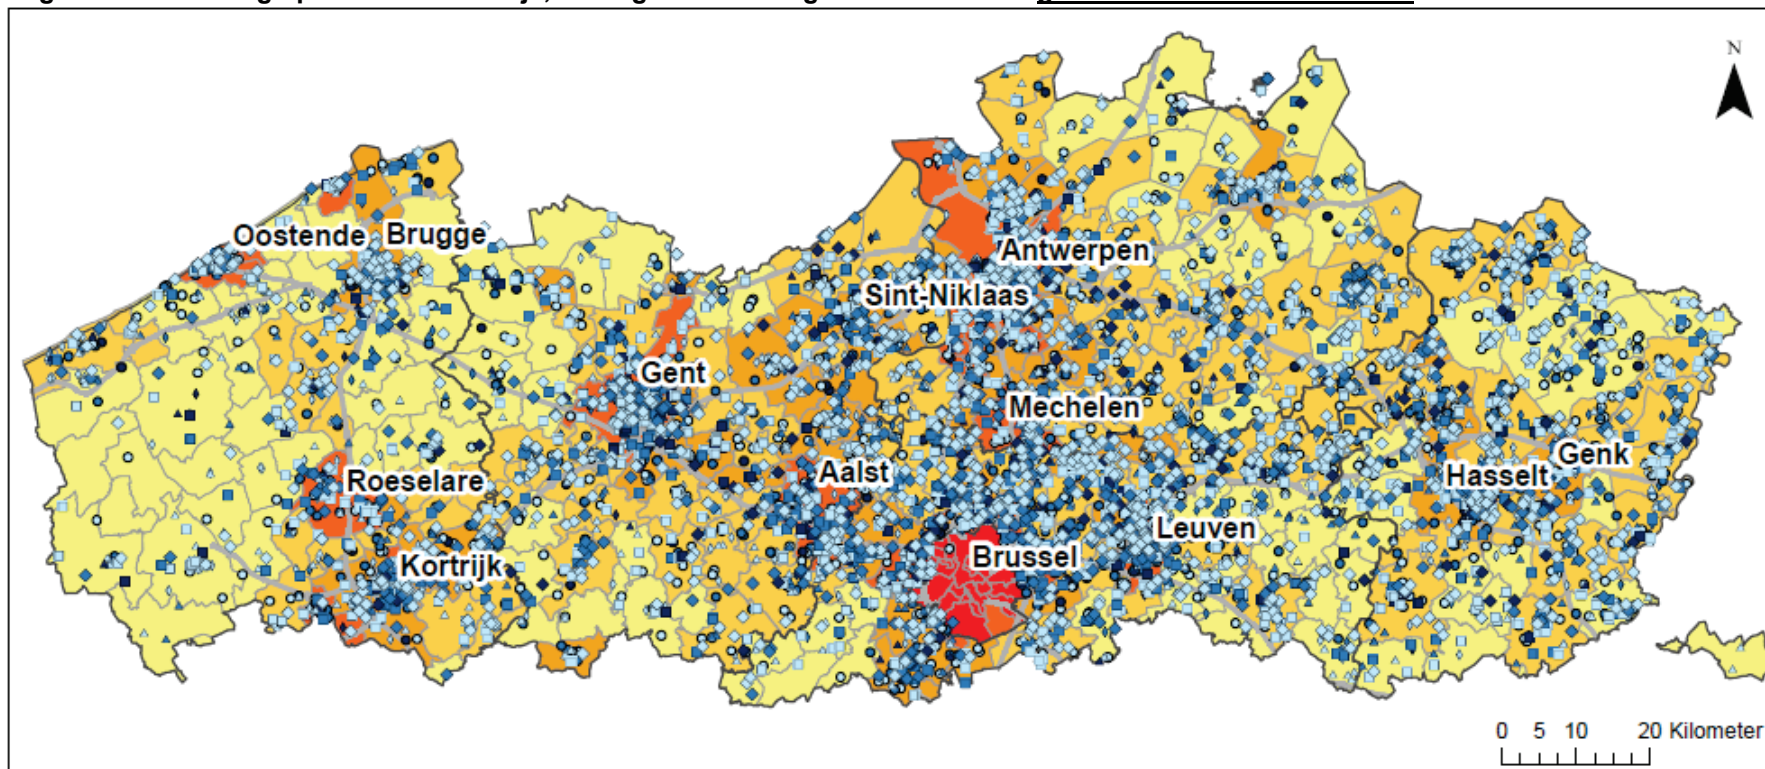 N
Oostende
Brugge
Antwerpen
Sint-Niklaas
Gent
Mechelen
Aalst
Roeselare
Genk
Hasselt
Leuven
Brussel
Kortrijk
0 5 10 20 Kilometer